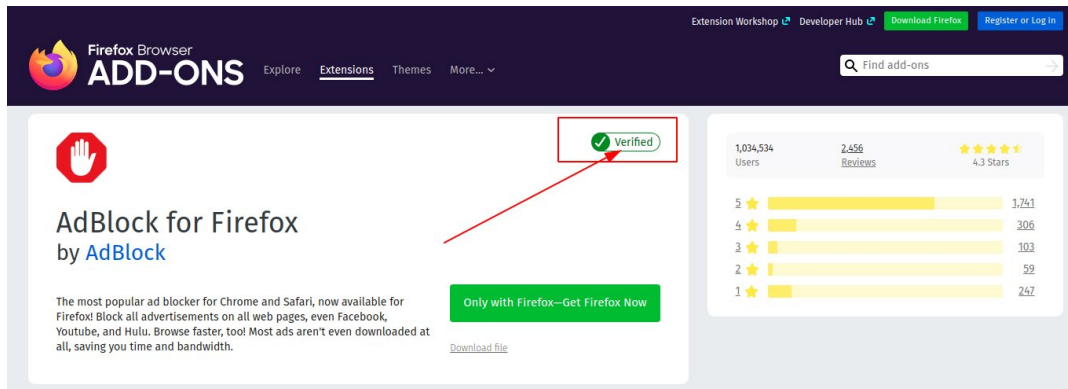 Extension Workshop Developer Hub Download Firefox Register or Log in
Firefox Browser
ADD-ONS Explore Extensions Themes More...
Find add-ons
Verified
AdBlock for Firefox
by AdBlock
The most popular ad blocker for Chrome and Safari, now available for
Firefox! Block all advertisements on all web pages, even Facebook,
Youtube, and Hulu. Browse faster, too! Most ads aren't even downloaded at
all, saving you time and bandwidth.
Only with Firefox—Get Firefox Now
Download file
1,034,534 2,456
Users Reviews 4.3 Stars
5 1,741
4 306
3 103
2 59
1 247